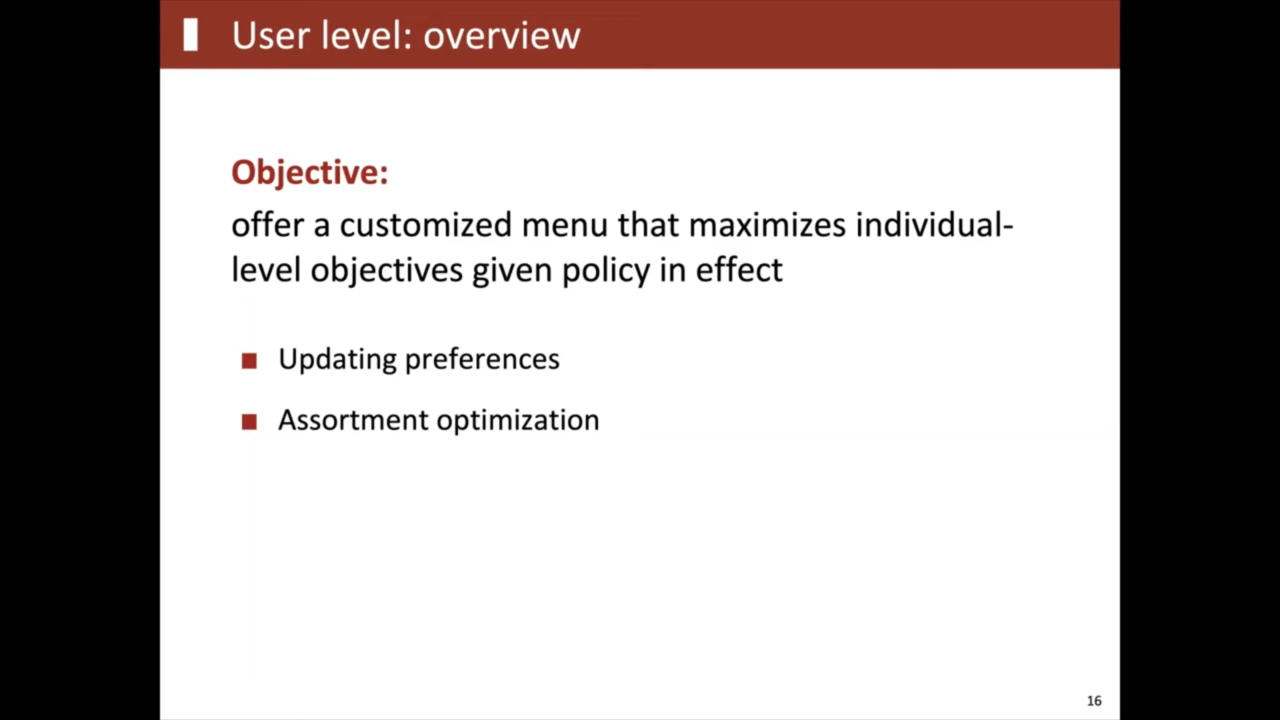 User level: overview
Objective:
offer a customized menu that maximizes individual-
level objectives given policy in effect
Updating preferences
Assortment optimization
16